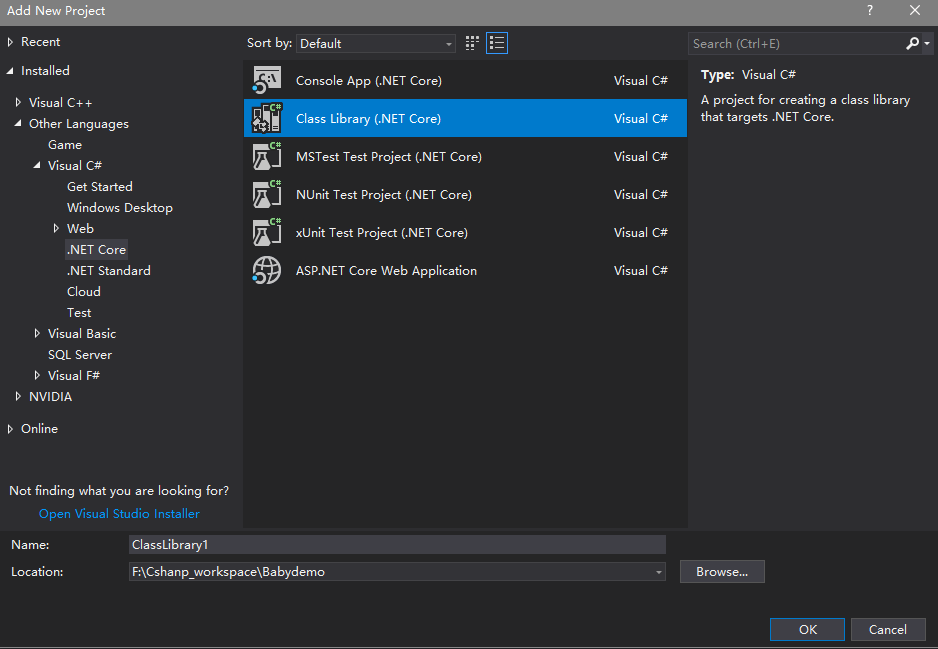 Add New Project
?
Recent
Installed
Visual C++
Other Languages
Game
Visual C#
Get Started
Windows Desktop
Web
.NET Core
.NET Standard
Cloud
Test
Visual Basic
SQL Server
Visual F#
NVIDIA
Online
Not finding what you are looking for?
Open Visual Studio Installer
Sort by: Default
Console App (.NET Core) Visual C#
Class Library (.NET Core) Visual C#
MSTest Test Project (.NET Core) Visual C#
NUnit Test Project (.NET Core) Visual C#
xUnit Test Project (.NET Core) Visual C#
ASP.NET Core Web Application Visual C#
Search (Ctrl+E)
Type: Visual C#
A project for creating a class library
that targets .NET Core.
Name: ClassLibrary1
Location: F:\Cshanp_workspace\Babydemo
Browse...
OK Cancel